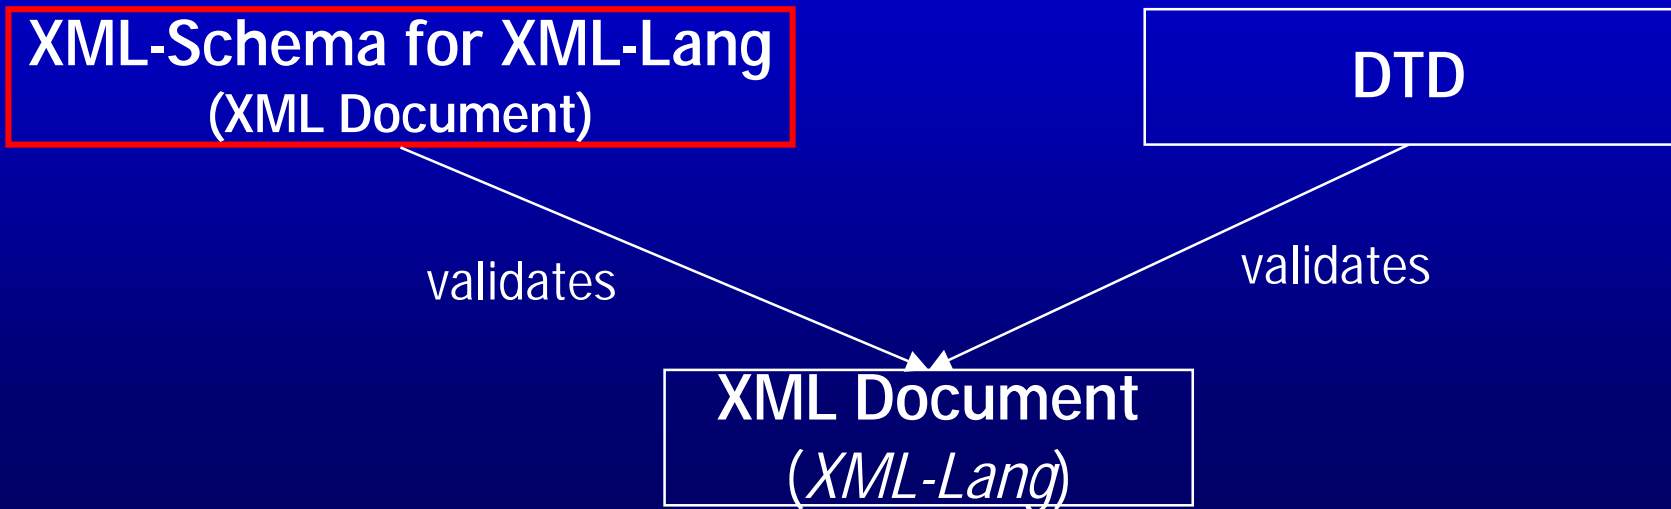 XML-Schema for XML-Lang
(XML Document)
DTD
validates
validates
XML Document
(XML-Lang)